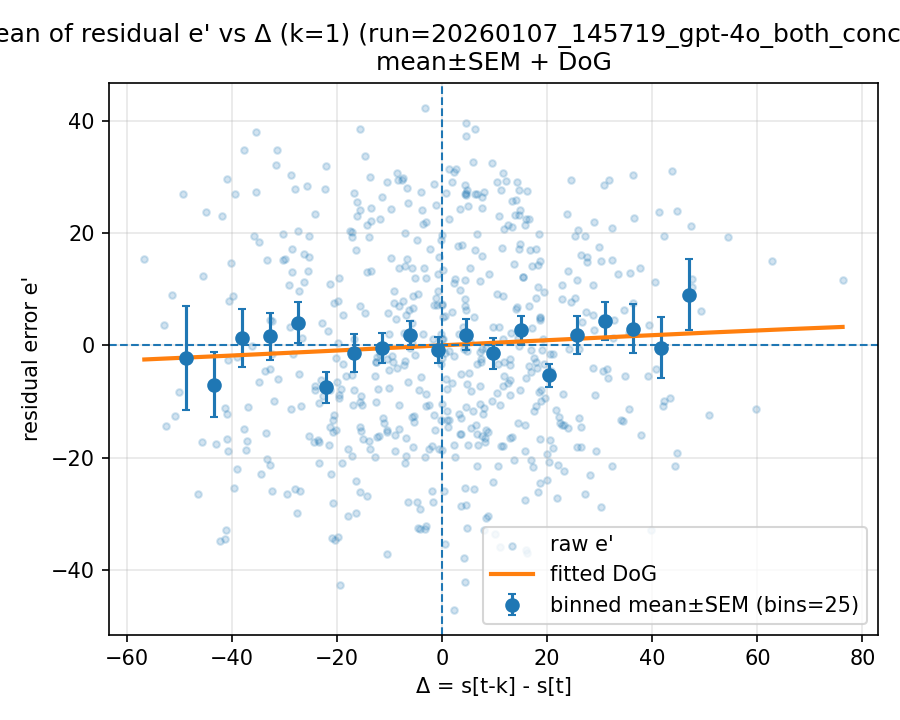 ean of residual e' vs Δ (k=1) (run=20260107_145719_gpt-4o_both_conc
mean±SEM + DoG
40
20
0
−20
−40
residual error e'
raw e'
fitted DoG
binned mean±SEM (bins=25)
−60 −40 −20 0 20 40 60 80
Δ = s[t-k] - s[t]